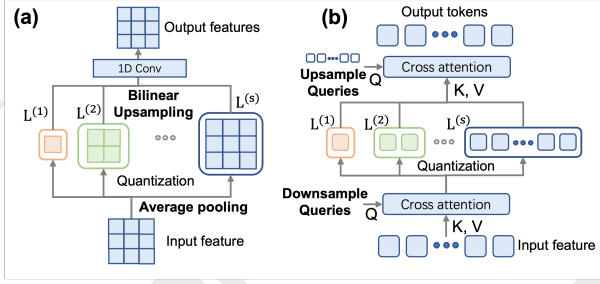 (a)
Output features
1D Conv
Bilinear
Upsampling
L(1)
L(2)
L(s)
Quantization
Average pooling
Input feature
(b)
Output tokens
Upsample
Queries
Q
Cross attention
K, V
L(1)
L(2)
L(s)
Quantization
Downsample
Queries
Q
Cross attention
K, V
Input feature